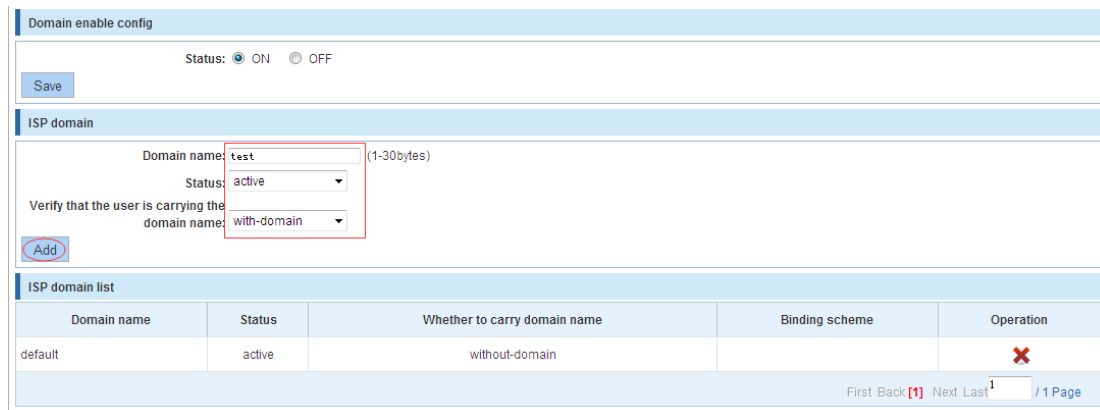 Domain enable config
Status: ON OFF
Save
ISP domain
Domain name: test (1-30bytes)
Status: active
Verify that the user is carrying the
domain name: with-domain
Add
ISP domain list
Domain name Status Whether to carry domain name Binding scheme Operation
default active without-domain
First Back [1] Next Last 1 / 1 Page